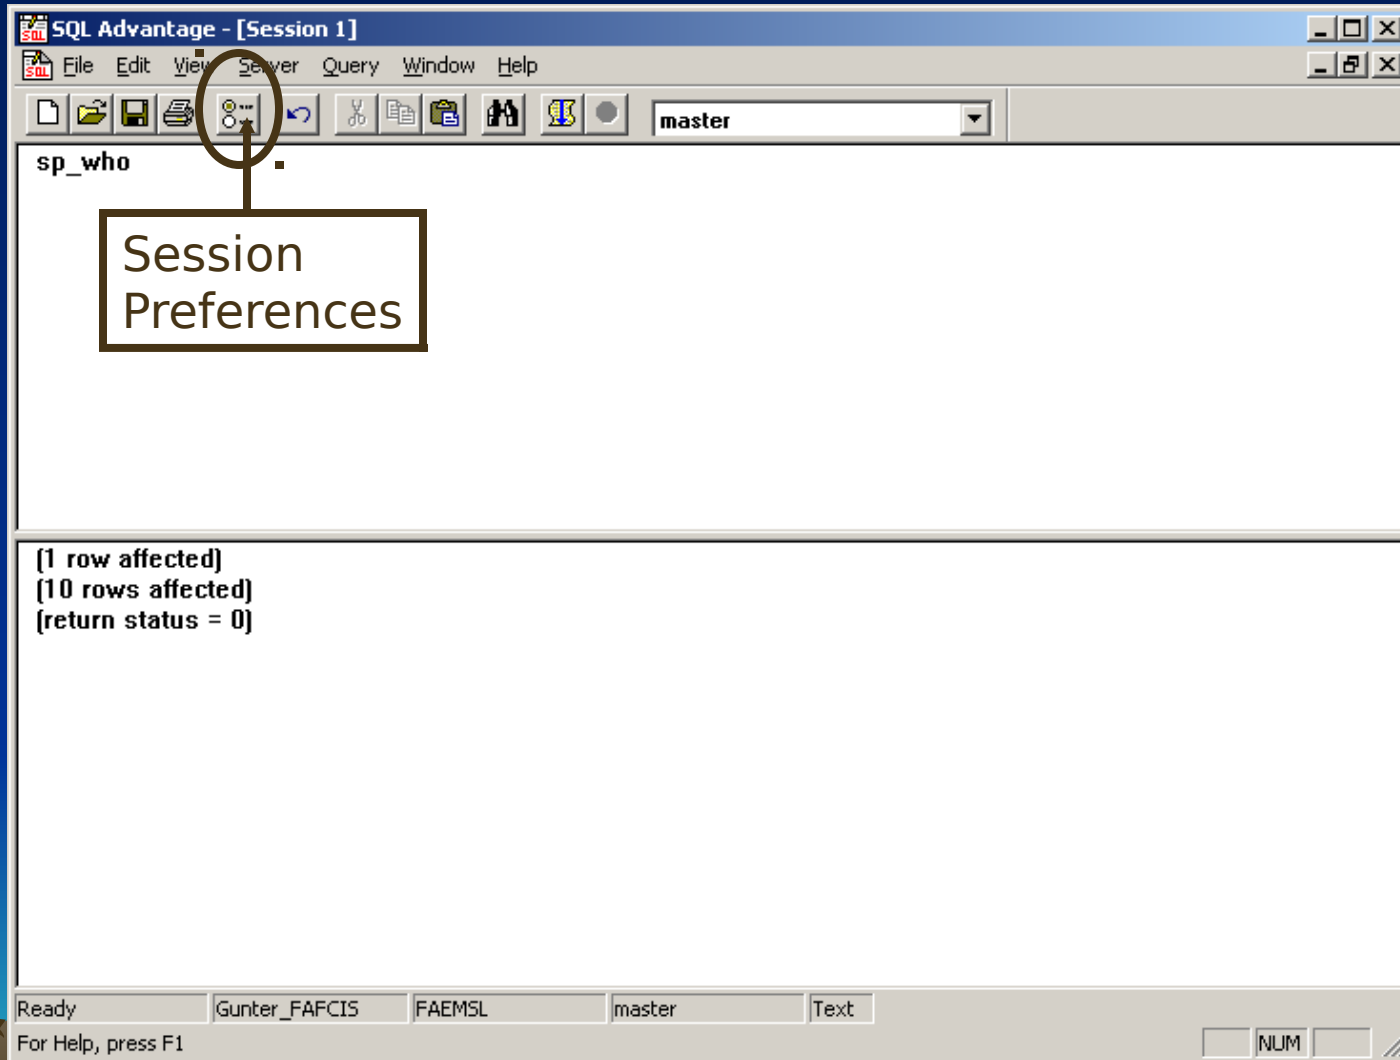 SQL Advantage - [Session 1]
File Edit View Server Query Window Help
master
sp_who
Session
Preferences
(1 row affected)
(10 rows affected)
(return status = 0)
Ready Gunter_FAFCIS FAEMSL master Text
For Help, press F1 NUM